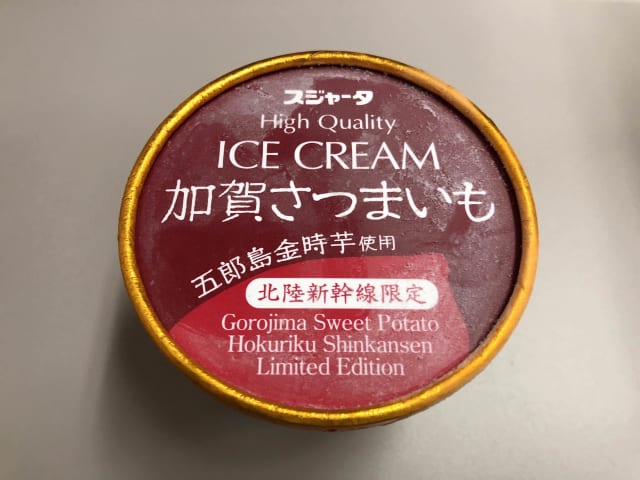 スジャータ
High Quality
ICE CREAM
加賀さつまいも
五郎島金時芋使用
北陸新幹線限定
Gorojima Sweet Potato
Hokuriku Shinkansen
Limited Edition